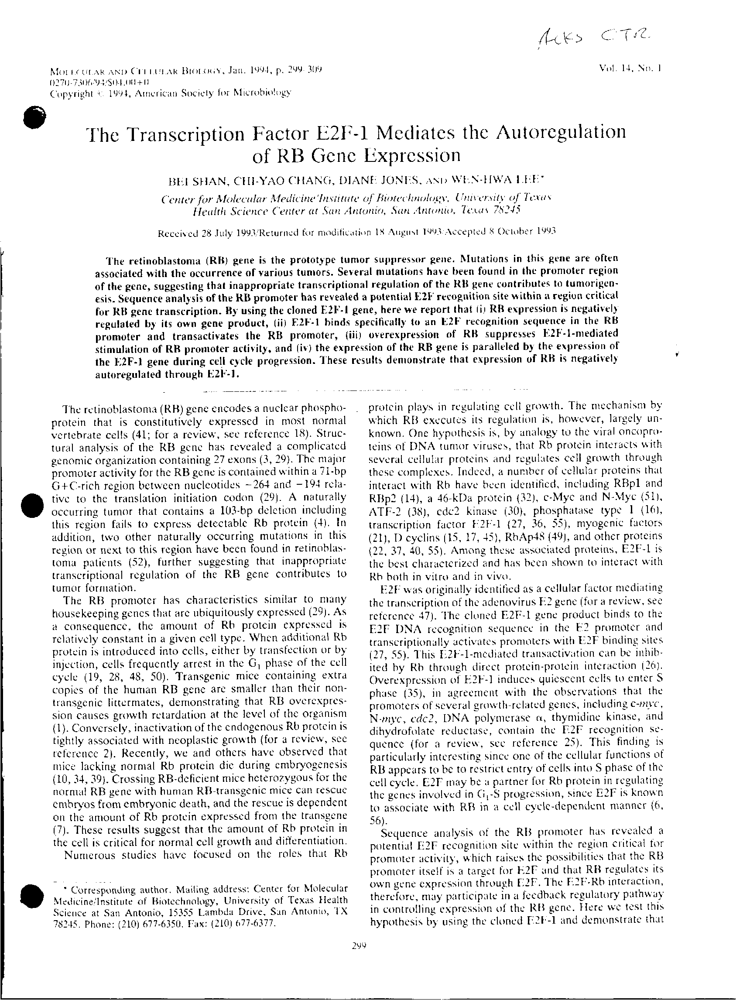 Acks CTR
MOLECULAR AND CELLULAR BIOLOGY, Jan. 1994, p. 299-309
Vol. 14, No. 1
0270-7306/94/$04.00+0
Copyright © 1994, American Society for Microbiology
The Transcription Factor E2F-1 Mediates the Autoregulation
of RB Gene Expression
BEI SHAN, CHI-YAO CHANG, DIANE JONES, AND WEN-HWA LEE*
Center for Molecular Medicine/Institute of Biotechnology, University of Texas
Health Science Center at San Antonio, San Antonio, Texas 78245
Received 28 July 1993/Returned for modification 18 August 1993/Accepted 8 October 1993
The retinoblastoma (RB) gene is the prototype tumor suppressor gene. Mutations in this gene are often
associated with the occurrence of various tumors. Several mutations have been found in the promoter region
of the gene, suggesting that inappropriate transcriptional regulation of the RB gene contributes to tumorigen-
esis. Sequence analysis of the RB promoter has revealed a potential E2F recognition site within a region critical
for RB gene transcription. By using the cloned E2F-1 gene, here we report that (i) RB expression is negatively
regulated by its own gene product, (ii) E2F-1 binds specifically to an E2F recognition sequence in the RB
promoter and transactivates the RB promoter, (iii) overexpression of RB suppresses E2F-1-mediated
stimulation of RB promoter activity, and (iv) the expression of the RB gene is paralleled by the expression of
the E2F-1 gene during cell cycle progression. These results demonstrate that expression of RB is negatively
autoregulated through E2F-1.
The retinoblastoma (RB) gene encodes a nuclear phospho-
protein that is constitutively expressed in most normal
vertebrate cells (41; for a review, see reference 18). Struc-
tural analysis of the RB gene has revealed a complicated
genomic organization containing 27 exons (3, 29). The major
promoter activity for the RB gene is contained within a 71-bp
G+C-rich region between nucleotides −264 and −194 rela-
tive to the translation initiation codon (29). A naturally
occurring tumor that contains a 103-bp deletion including
this region fails to express detectable Rb protein (4). In
addition, two other naturally occurring mutations in this
region or next to this region have been found in retinoblas-
toma patients (52), further suggesting that inappropriate
transcriptional regulation of the RB gene contributes to
tumor formation.
The RB promoter has characteristics similar to many
housekeeping genes that are ubiquitously expressed (29). As
a consequence, the amount of Rb protein expressed is
relatively constant in a given cell type. When additional Rb
protein is introduced into cells, either by transfection or by
injection, cells frequently arrest in the G1 phase of the cell
cycle (19, 28, 48, 50). Transgenic mice containing extra
copies of the human RB gene are smaller than their non-
transgenic littermates, demonstrating that RB overexpres-
sion causes growth retardation at the level of the organism
(1). Conversely, inactivation of the endogenous Rb protein is
tightly associated with neoplastic growth (for a review, see
reference 2). Recently, we and others have observed that
mice lacking normal Rb protein die during embryogenesis
(10, 34, 39). Crossing RB-deficient mice heterozygous for the
normal RB gene with human RB-transgenic mice can rescue
embryos from embryonic death, and the rescue is dependent
on the amount of Rb protein expressed from the transgene
(7). These results suggest that the amount of Rb protein in
the cell is critical for normal cell growth and differentiation.
Numerous studies have focused on the roles that Rb
* Corresponding author. Mailing address: Center for Molecular
Medicine/Institute of Biotechnology, University of Texas Health
Science at San Antonio, 15355 Lambda Drive, San Antonio, TX
78245. Phone: (210) 677-6350. Fax: (210) 677-6377.
protein plays in regulating cell growth. The mechanism by
which RB executes its regulation is, however, largely un-
known. One hypothesis is, by analogy to the viral oncopro-
teins of DNA tumor viruses, that Rb protein interacts with
several cellular proteins and regulates cell growth through
these complexes. Indeed, a number of cellular proteins that
interact with Rb have been identified, including RBp1 and
RBp2 (14), a 46-kDa protein (32), c-Myc and N-Myc (51),
ATF-2 (38), cdc2 kinase (30), phosphatase type 1 (16),
transcription factor E2F-1 (27, 36, 55), myogenic factors
(21), D cyclins (15, 17, 45), RbAp48 (49), and other proteins
(22, 37, 40, 55). Among these associated proteins, E2F-1 is
the best characterized and has been shown to interact with
Rb both in vitro and in vivo.
E2F was originally identified as a cellular factor mediating
the transcription of the adenovirus E2 gene (for a review, see
reference 47). The cloned E2F-1 gene product binds to the
E2F DNA recognition sequence in the E2 promoter and
transcriptionally activates promoters with E2F binding sites
(27, 55). This E2F-1-mediated transactivation can be inhib-
ited by Rb through direct protein-protein interaction (26).
Overexpression of E2F-1 induces quiescent cells to enter S
phase (35), in agreement with the observations that the
promoters of several growth-related genes, including c-myc,
N-myc, cdc2, DNA polymerase α, thymidine kinase, and
dihydrofolate reductase, contain the E2F recognition se-
quence (for a review, see reference 25). This finding is
particularly interesting since one of the cellular functions of
RB appears to be to restrict entry of cells into S phase of the
cell cycle. E2F may be a partner for Rb protein in regulating
the genes involved in G1-S progression, since E2F is known
to associate with RB in a cell cycle-dependent manner (6,
56).
Sequence analysis of the RB promoter has revealed a
potential E2F recognition site within the region critical for
promoter activity, which raises the possibilities that the RB
promoter itself is a target for E2F and that RB regulates its
own gene expression through E2F. The E2F-Rb interaction,
therefore, may participate in a feedback regulatory pathway
in controlling expression of the RB gene. Here we test this
hypothesis by using the cloned E2F-1 and demonstrate that
299